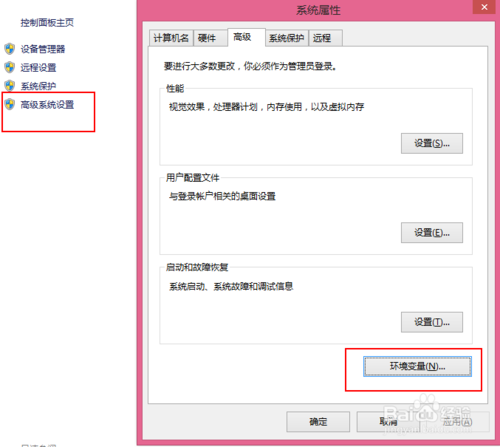 控制面板主页
设备管理器
远程设置
系统保护
高级系统设置
系统属性
计算机名 硬件 高级 系统保护 远程
要进行大多数更改，你必须作为管理员登录。
性能
视觉效果，处理器计划，内存使用，以及虚拟内存
设置(S)...
用户配置文件
与登录帐户相关的桌面设置
设置(E)...
启动和故障恢复
系统启动、系统故障和调试信息
设置(T)...
环境变量(N)...
确定 取消 应用(A)
Baidu 经验